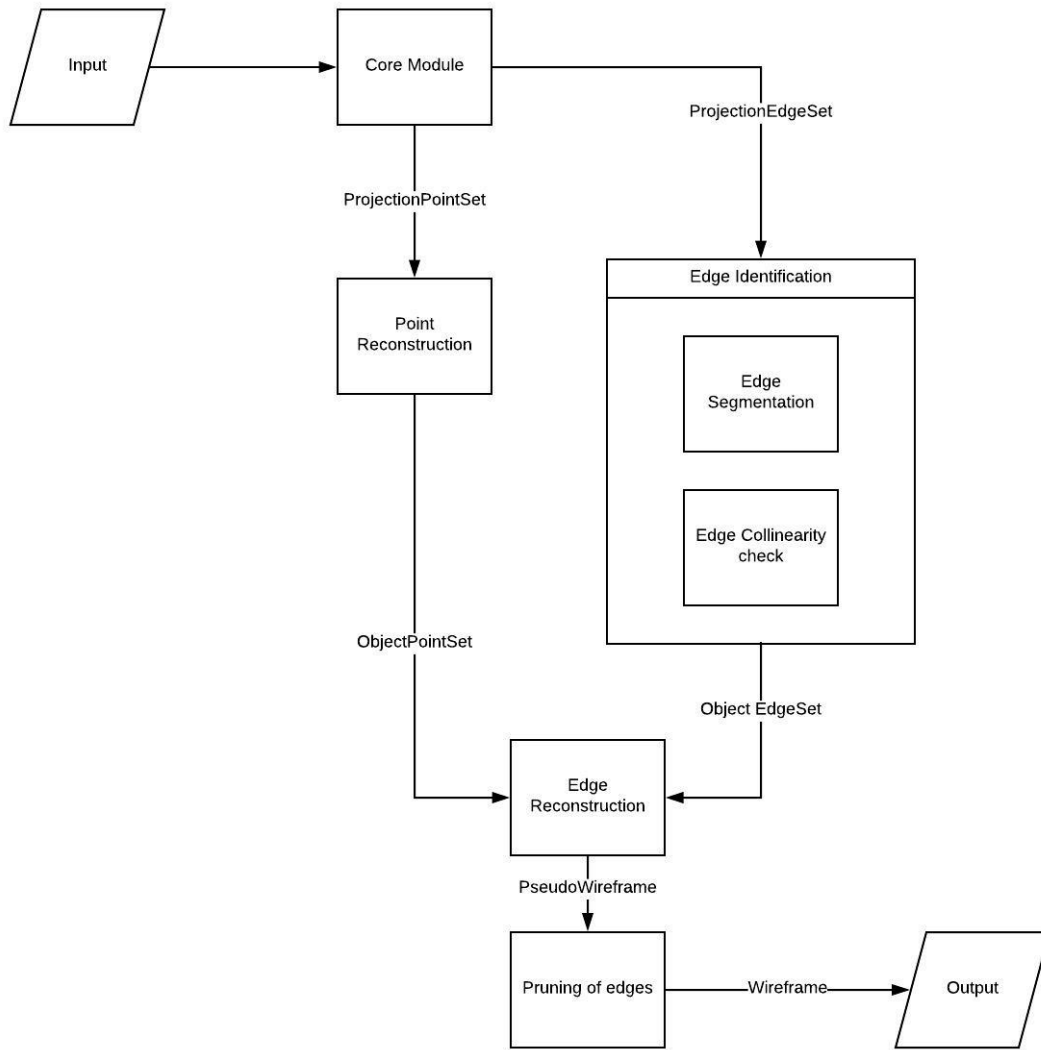 Input
Core Module
ProjectionEdgeSet
ProjectionPointSet
Edge Identification
Point
Reconstruction
Edge
Segmentation
Edge Collinearity
check
ObjectPointSet
Object EdgeSet
Edge
Reconstruction
PseudoWireframe
Pruning of edges
Wireframe
Output